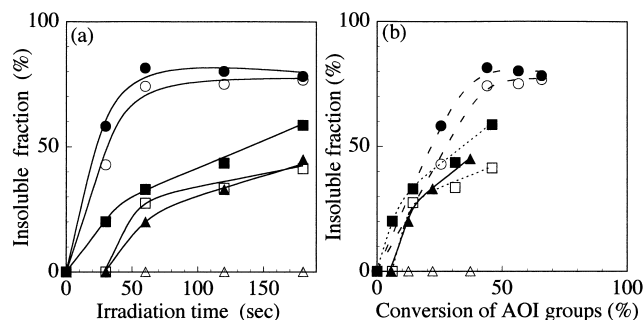 (a)
100
50
0
Insoluble fraction (%)
0 50 100 150
Irradiation time (sec)
(b)
100
50
0
Insoluble fraction (%)
0 50 100
Conversion of AOI groups (%)